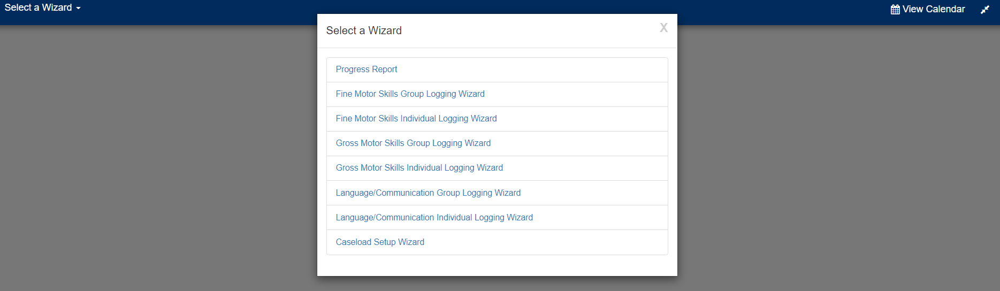 Select a Wizard
View Calendar
Select a Wizard
X
Progress Report
Fine Motor Skills Group Logging Wizard
Fine Motor Skills Individual Logging Wizard
Gross Motor Skills Group Logging Wizard
Gross Motor Skills Individual Logging Wizard
Language/Communication Group Logging Wizard
Language/Communication Individual Logging Wizard
Caseload Setup Wizard